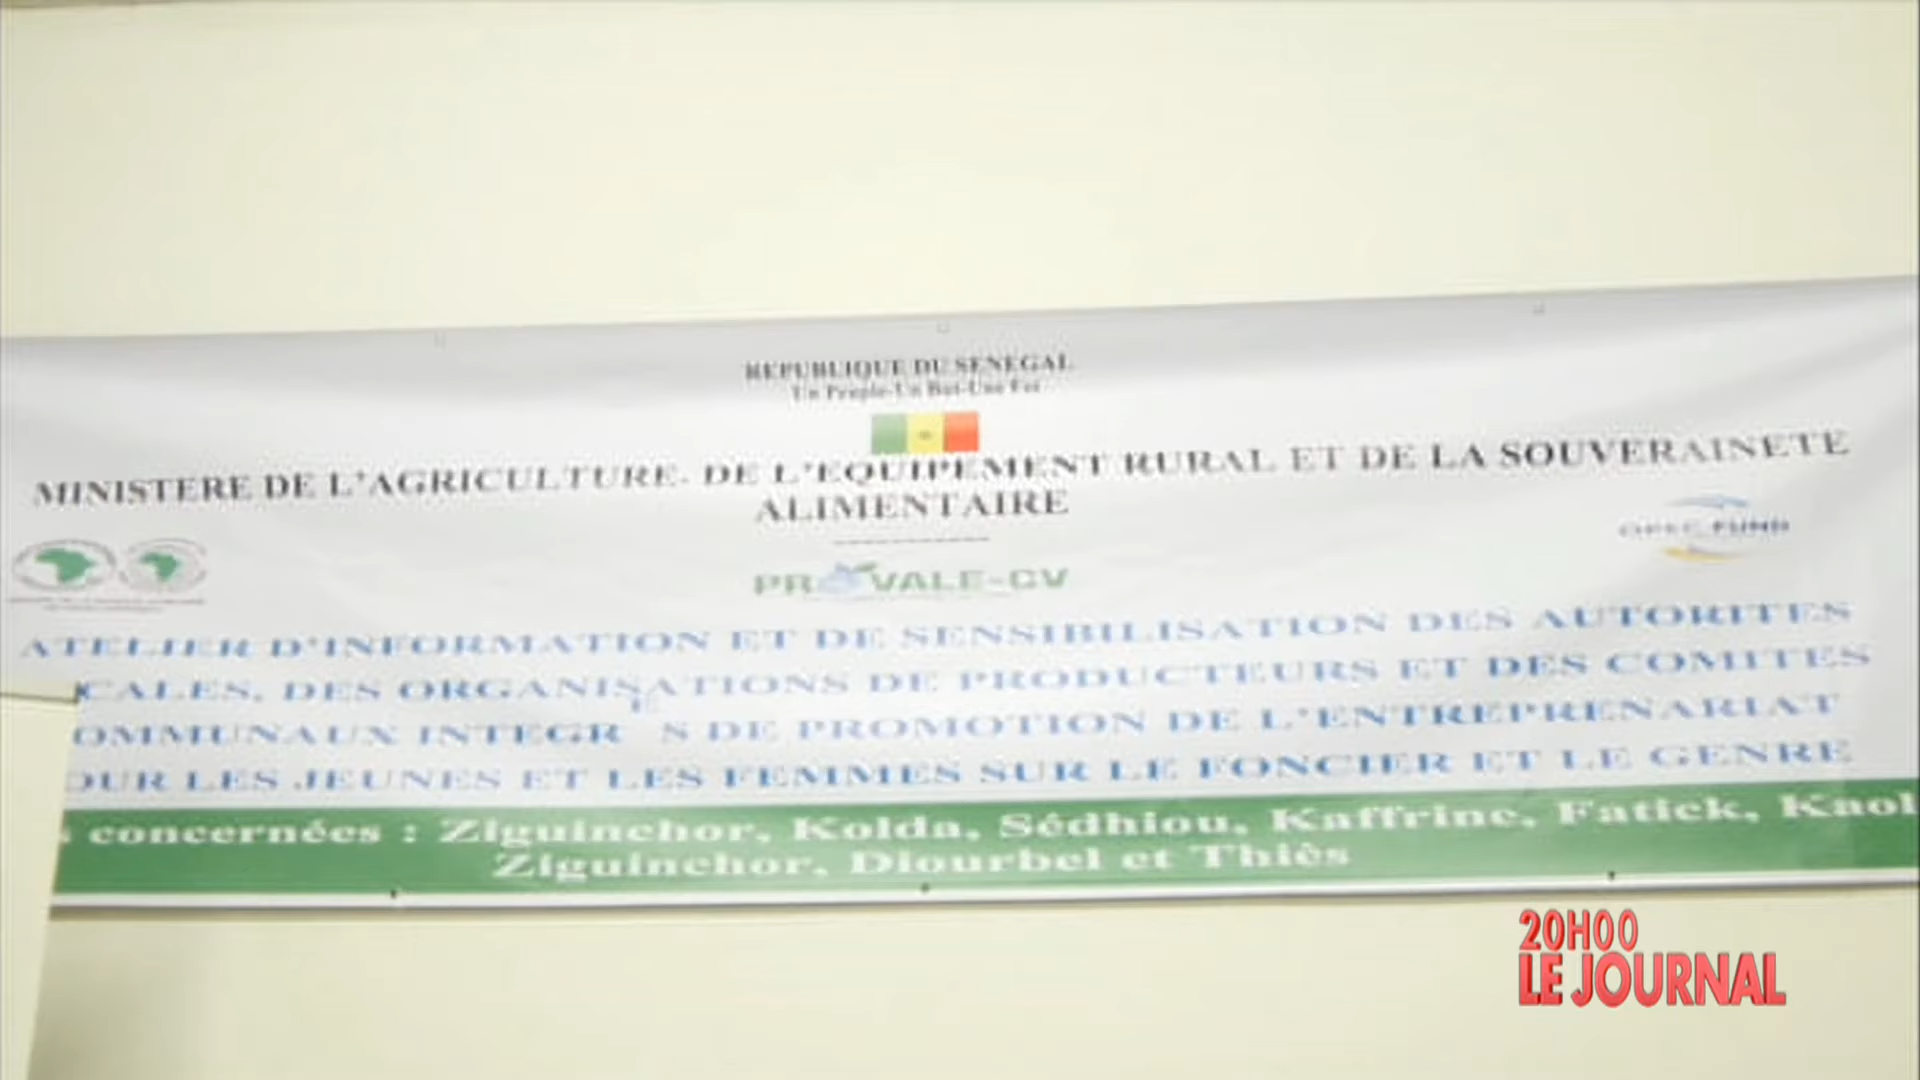 REPUBLIQUE DU SENEGAL
Un Peuple-Un But-Une Foi
MINISTERE DE L'AGRICULTURE. DE L'EQUIPEMENT RURAL ET DE LA SOUVERAINETE
ALIMENTAIRE
OPEC FUND
PROVALE-CV
ATELIER D'INFORMATION ET DE SENSIBILISATION DES AUTORITES
CALES, DES ORGANISATIONS DE PRODUCTEURS ET DES COMITES
OMMUNAUX INTEGRES DE PROMOTION DE L'ENTREPRENARIAT
OUR LES JEUNES ET LES FEMMES SUR LE FONCIER ET LE GENRE
s concernées : Ziguinchor, Kolda, Sédhiou, Kaffrine, Fatick, Kaol
Ziguinchor, Diourbel et Thiès
20H00
LE JOURNAL